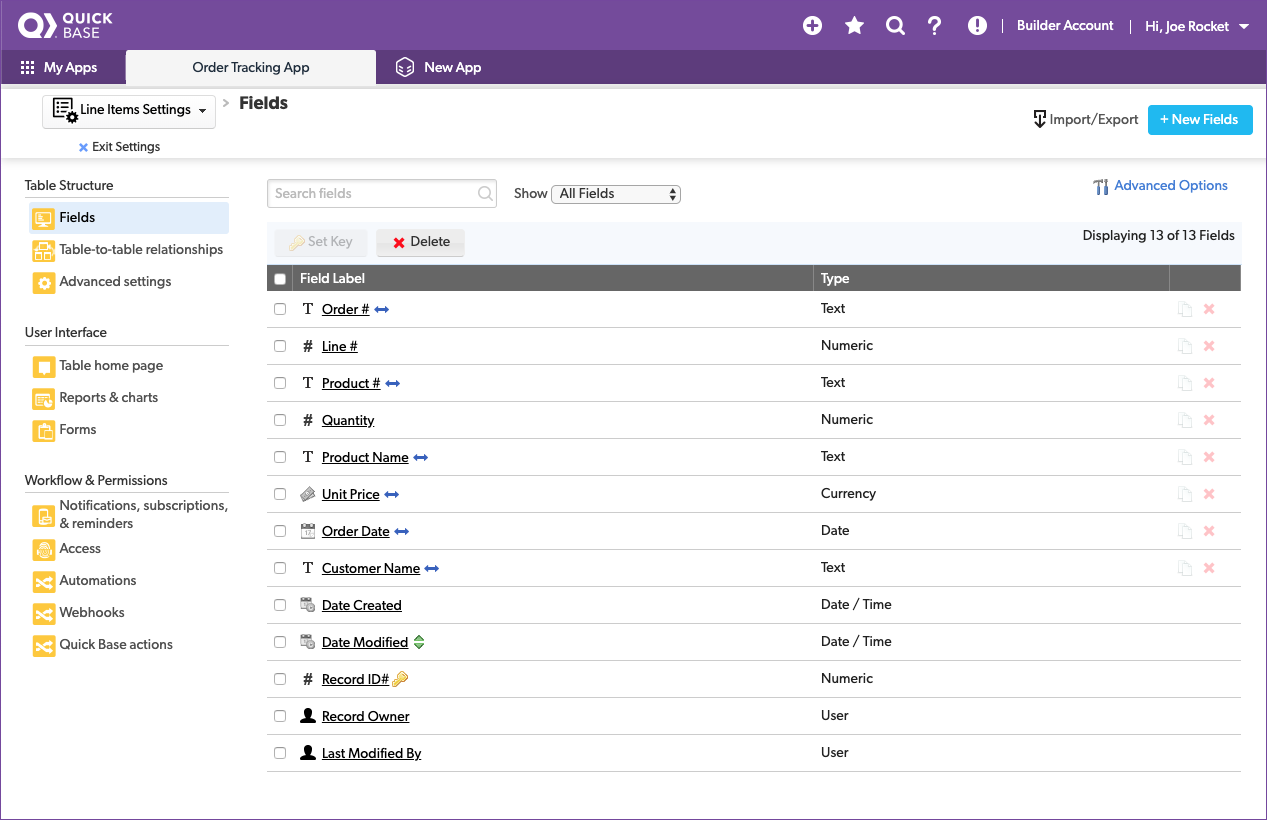 QUICK
BASE
Builder Account
Hi, Joe Rocket
My Apps
Order Tracking App
New App
Line Items Settings
> Fields
Exit Settings
Import/Export
+ New Fields
Table Structure
Fields
Table-to-table relationships
Advanced settings
User Interface
Table home page
Reports & charts
Forms
Workflow & Permissions
Notifications, subscriptions,
& reminders
Access
Automations
Webhooks
Quick Base actions
Search fields
Show All Fields
Advanced Options
Set Key
Delete
Displaying 13 of 13 Fields
Field Label Type
T Order # Text
# Line # Numeric
T Product # Text
# Quantity Numeric
T Product Name Text
Unit Price Currency
Order Date Date
T Customer Name Text
Date Created Date / Time
Date Modified Date / Time
# Record ID# Numeric
Record Owner User
Last Modified By User